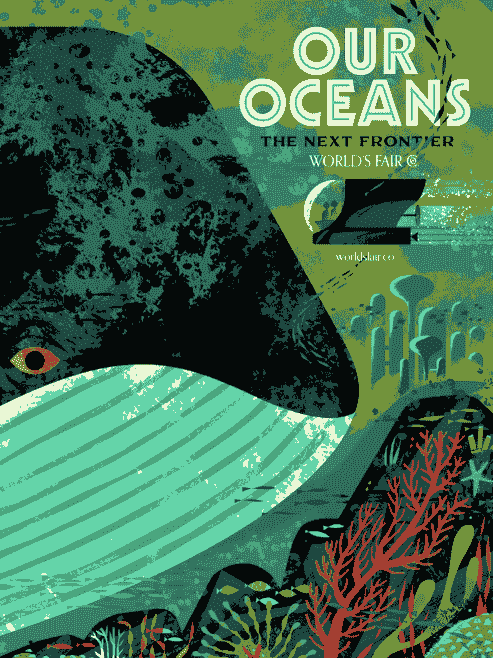 OUR
OCEANS
THE NEXT FRONTIER
WORLD'S FAIR @
worldsfair.co